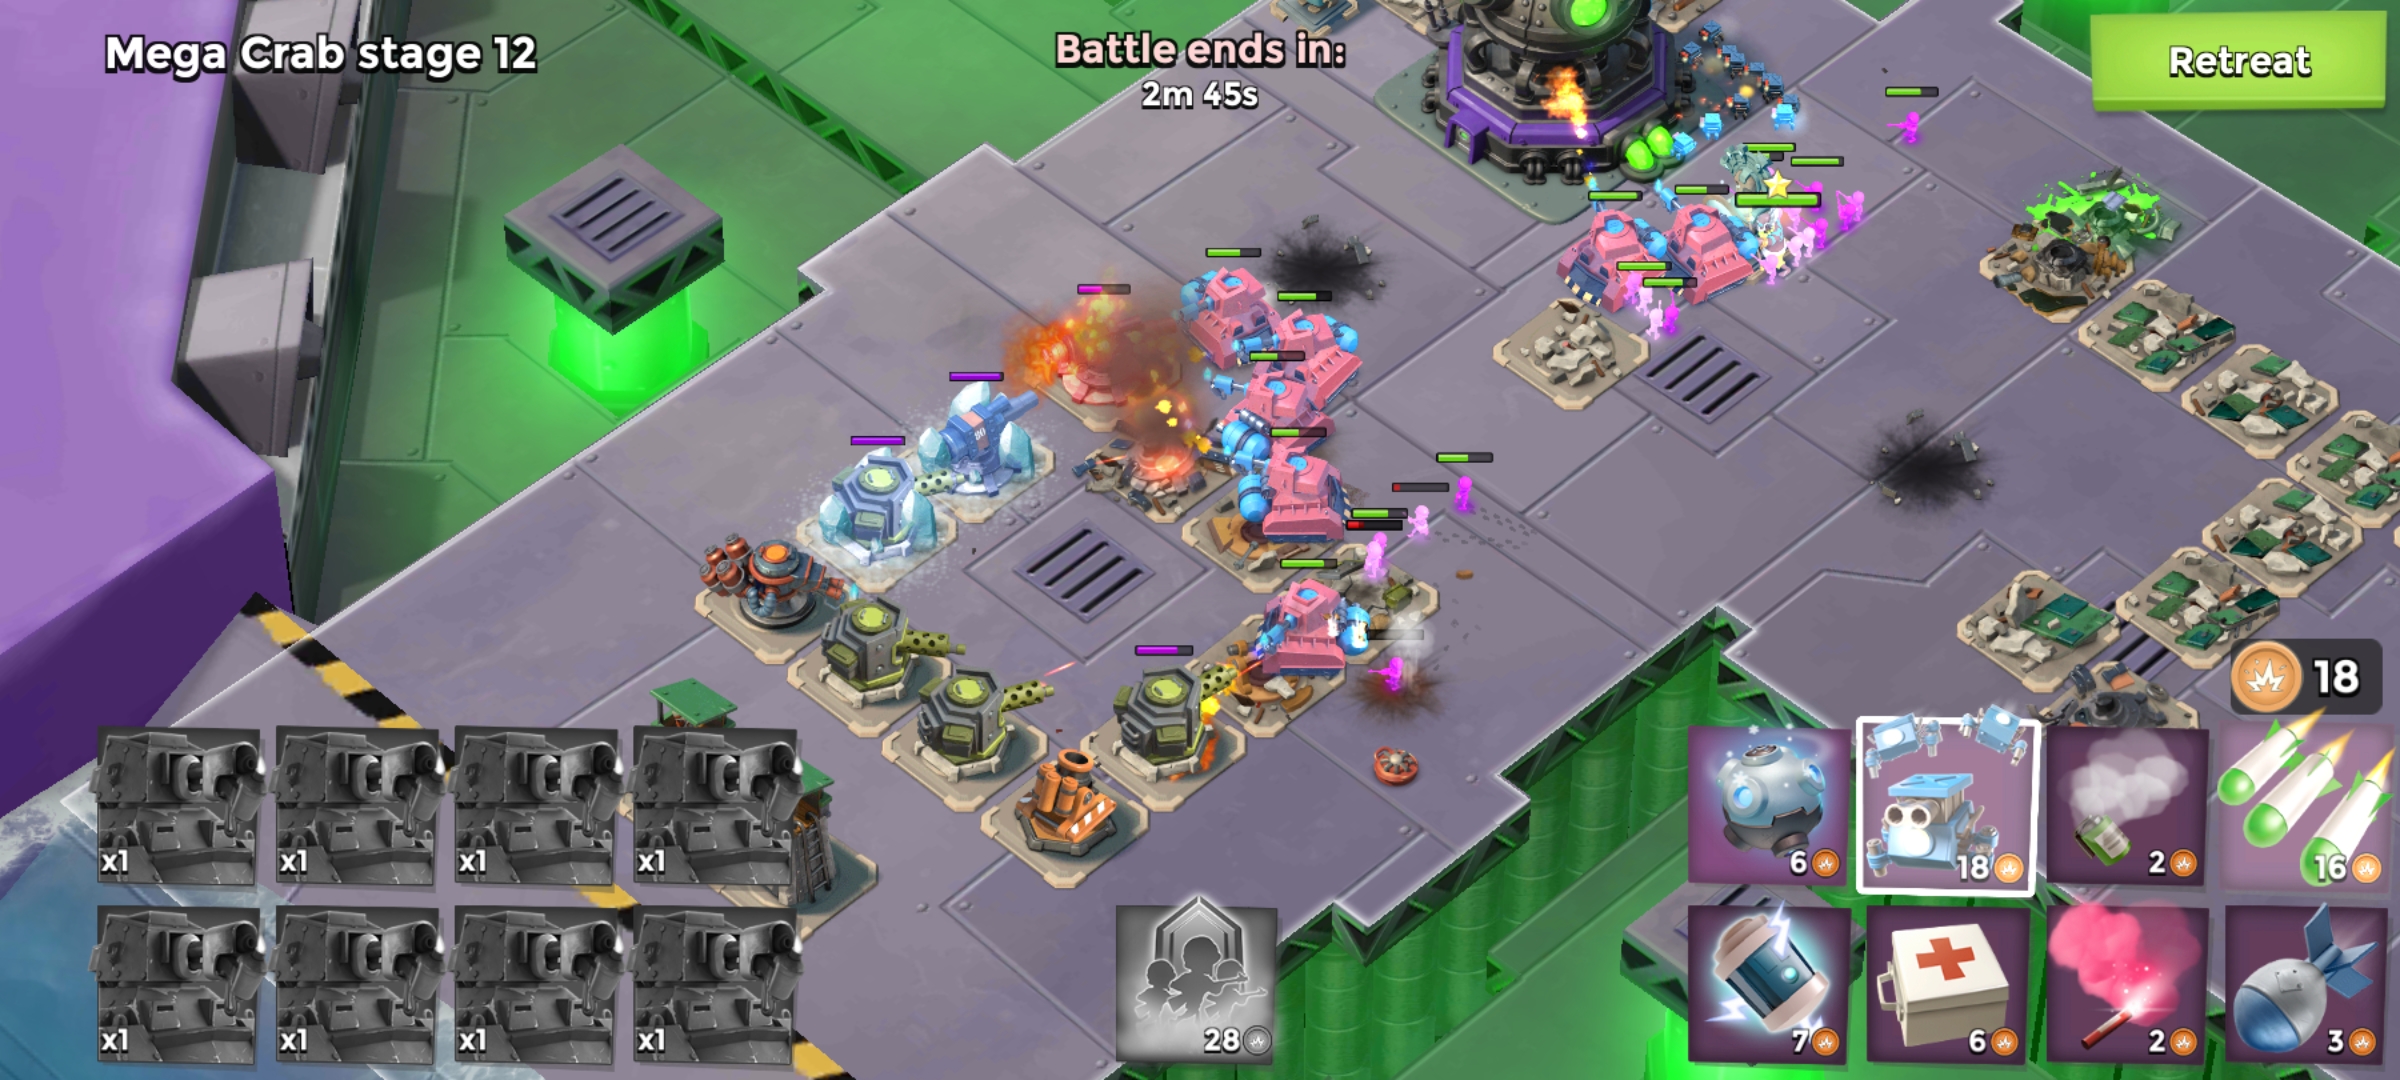 Mega Crab stage 12
Battle ends in:
2m 45s
Retreat
18
x1
x1
x1
x1
6
18
2
16
x1
x1
x1
x1
28
7
6
2
3